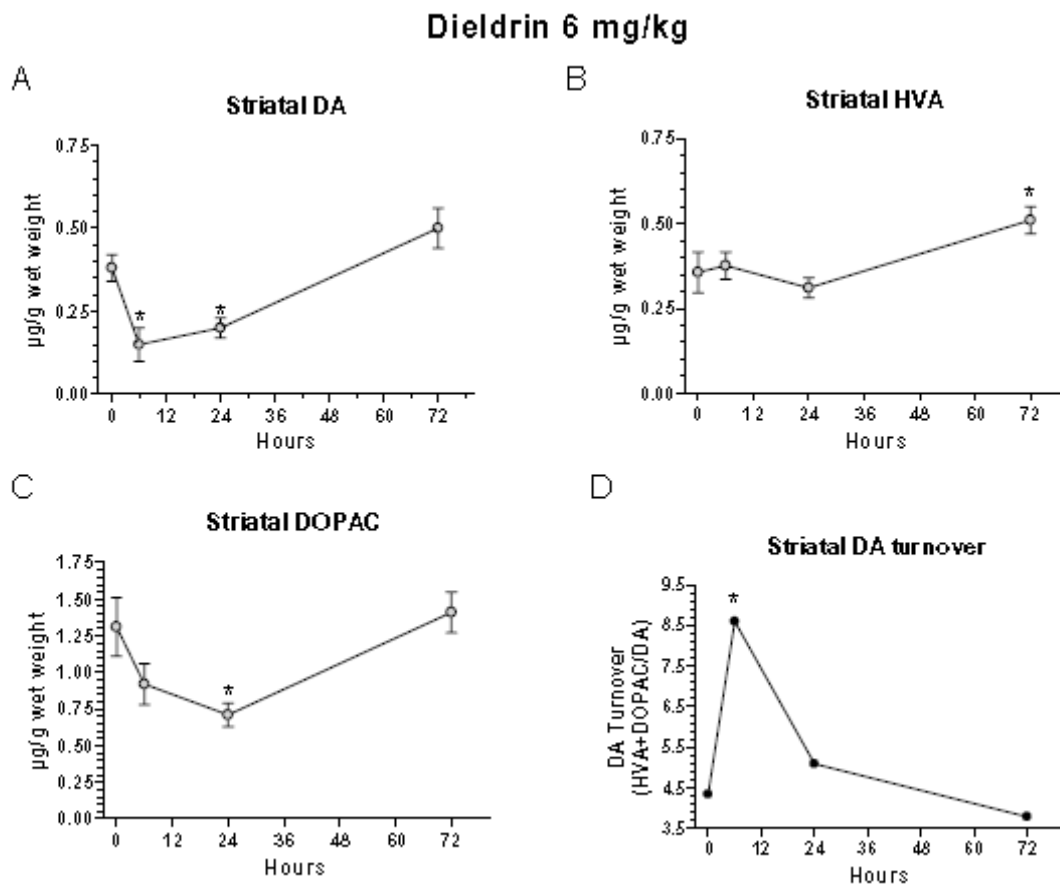 Dieldrin 6 mg/kg
A
Striatal DA
µg/g wet weight
0.75
0.50
0.25
0.00
0 12 24 36 48 60 72
Hours
*
*
B
Striatal HVA
µg/g wet weight
0.75
0.50
0.25
0.00
0 12 24 36 48 60 72
Hours
*
C
Striatal DOPAC
µg/g wet weight
1.75
1.50
1.25
1.00
0.75
0.50
0.25
0.00
0 12 24 36 48 60 72
Hours
*
D
Striatal DA turnover
DA Turnover
(HVA+DOPAC/DA)
9.5
8.5
7.5
6.5
5.5
4.5
3.5
0 12 24 36 48 60 72
Hours
*